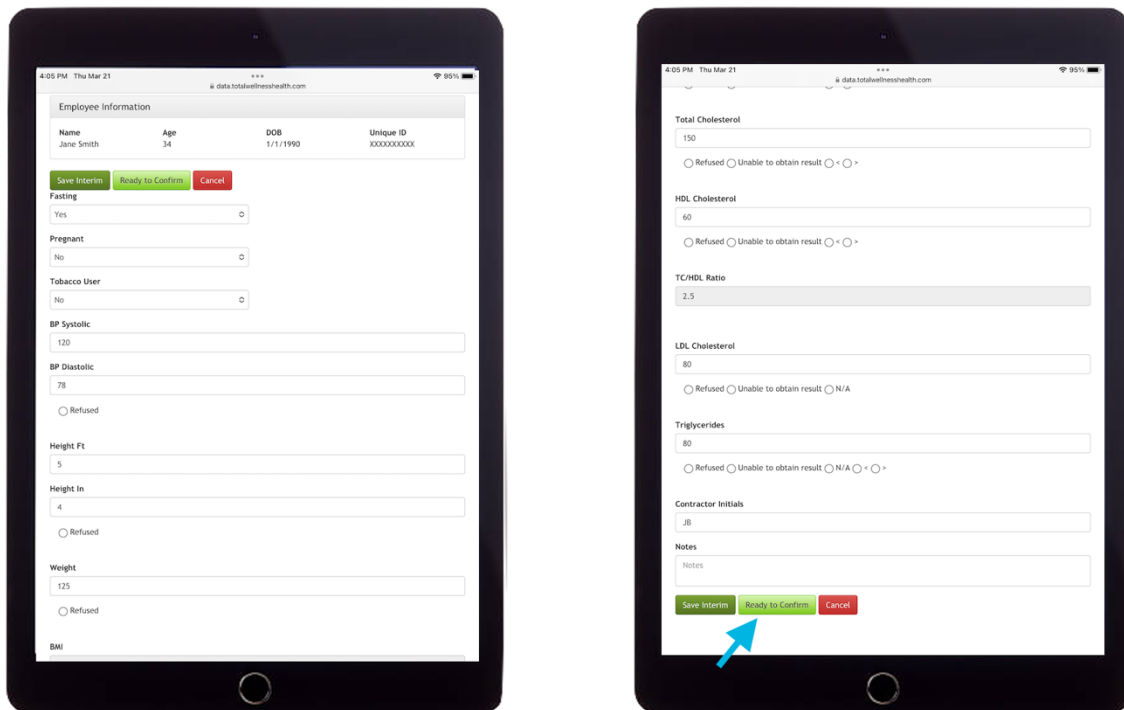 4:05 PM Thu Mar 21
95%
data.totalwellnesshealth.com
Employee Information
Name Age DOB Unique ID
Jane Smith 34 1/1/1990 XXXXXXXXXX
Save Interim Ready to Confirm Cancel
Fasting
Yes
Pregnant
No
Tobacco User
No
BP Systolic
120
BP Diastolic
78
Refused
Height Ft
5
Height In
4
Refused
Weight
125
Refused
BMI
4:05 PM Thu Mar 21
95%
data.totalwellnesshealth.com
Total Cholesterol
150
Refused Unable to obtain result < >
HDL Cholesterol
60
Refused Unable to obtain result < >
TC/HDL Ratio
2.5
LDL Cholesterol
80
Refused Unable to obtain result N/A
Triglycerides
80
Refused Unable to obtain result N/A < >
Contractor Initials
JB
Notes
Notes
Save Interim Ready to Confirm Cancel